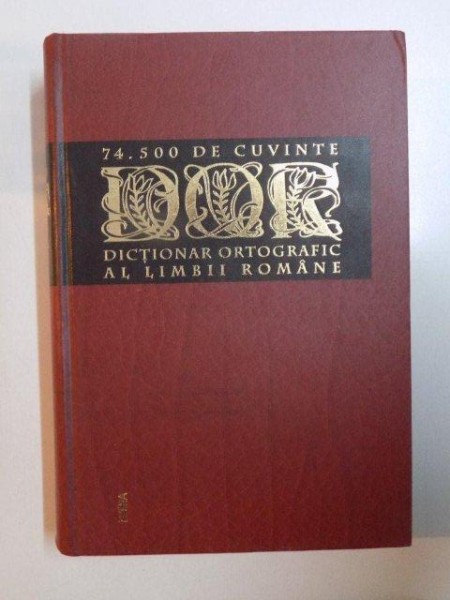 74.500 DE CUVINTE
DOR
DICȚIONAR ORTOGRAFIC
AL LIMBII ROMÂNE